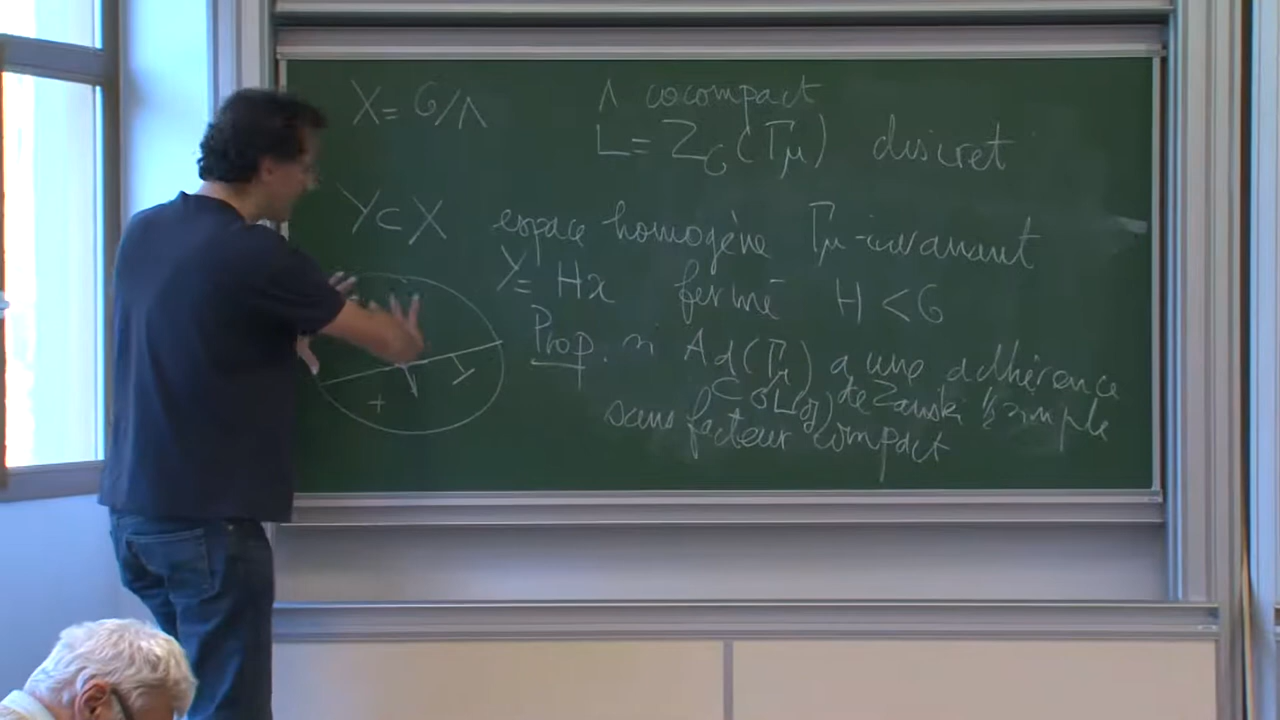 X = G/Λ
Λ cocompact
L = Z_G(Γ_μ) discret
Y ⊂ X espace homogène Γ_μ-invariant
Y = Hx fermé H < G
Prop. si Ad(Γ_μ) a une adhérence
⊂ GL(𝔤) de Zariski 1/2 simple
sans facteur compact
+